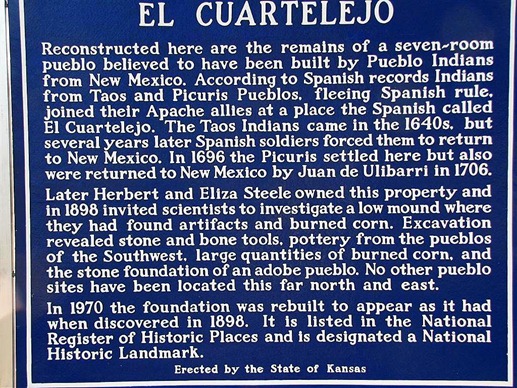 EL CUARTELEJO
Reconstructed here are the remains of a seven-room
pueblo believed to have been built by Pueblo Indians
from New Mexico. According to Spanish records Indians
from Taos and Picuris Pueblos, fleeing Spanish rule,
joined their Apache allies at a place the Spanish called
El Cuartelejo. The Taos Indians came in the 1640s, but
several years later Spanish soldiers forced them to return
to New Mexico. In 1696 the Picuris settled here but also
were returned to New Mexico by Juan de Ulibarri in 1706.
Later Herbert and Eliza Steele owned this property and
in 1898 invited scientists to investigate a low mound where
they had found artifacts and burned corn. Excavation
revealed stone and bone tools, pottery from the pueblos
of the Southwest, large quantities of burned corn, and
the stone foundation of an adobe pueblo. No other pueblo
sites have been located this far north and east.
In 1970 the foundation was rebuilt to appear as it had
when discovered in 1898. It is listed in the National
Register of Historic Places and is designated a National
Historic Landmark.
Erected by the State of Kansas